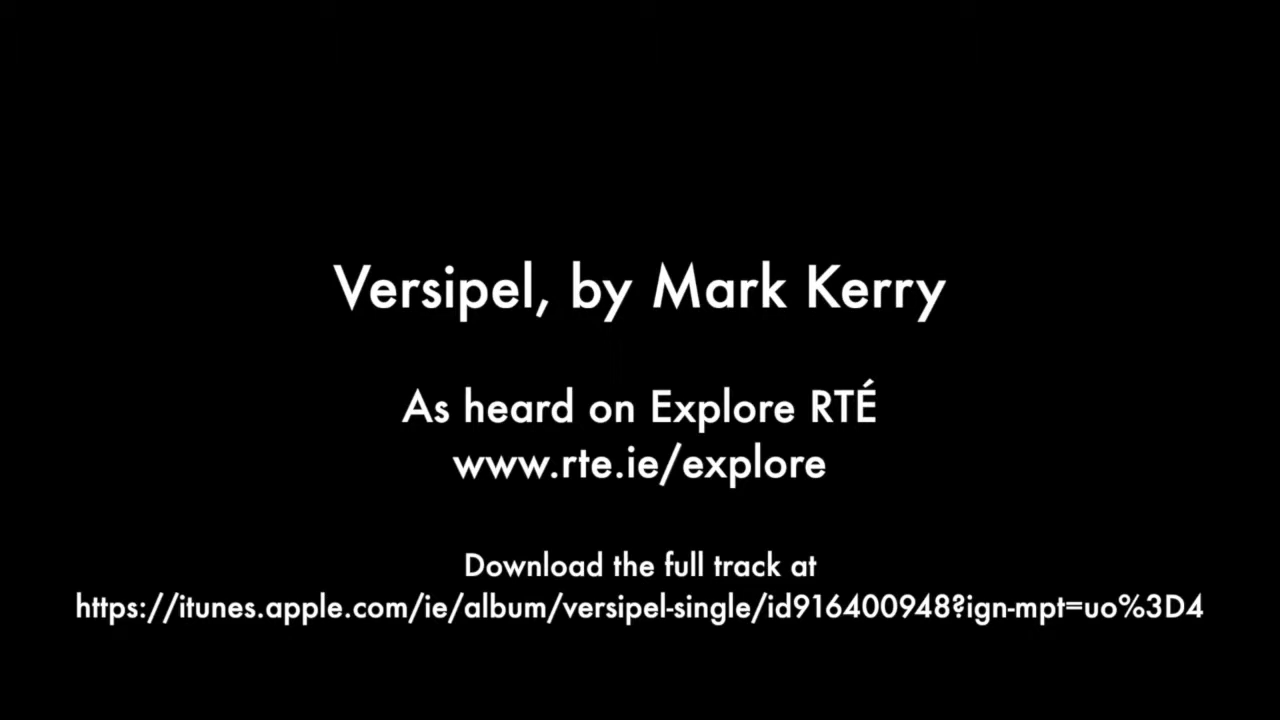 Versipel, by Mark Kerry
As heard on Explore RTÉ
www.rte.ie/explore
Download the full track at
https://itunes.apple.com/ie/album/versipel-single/id916400948?ign-mpt=uo%3D4